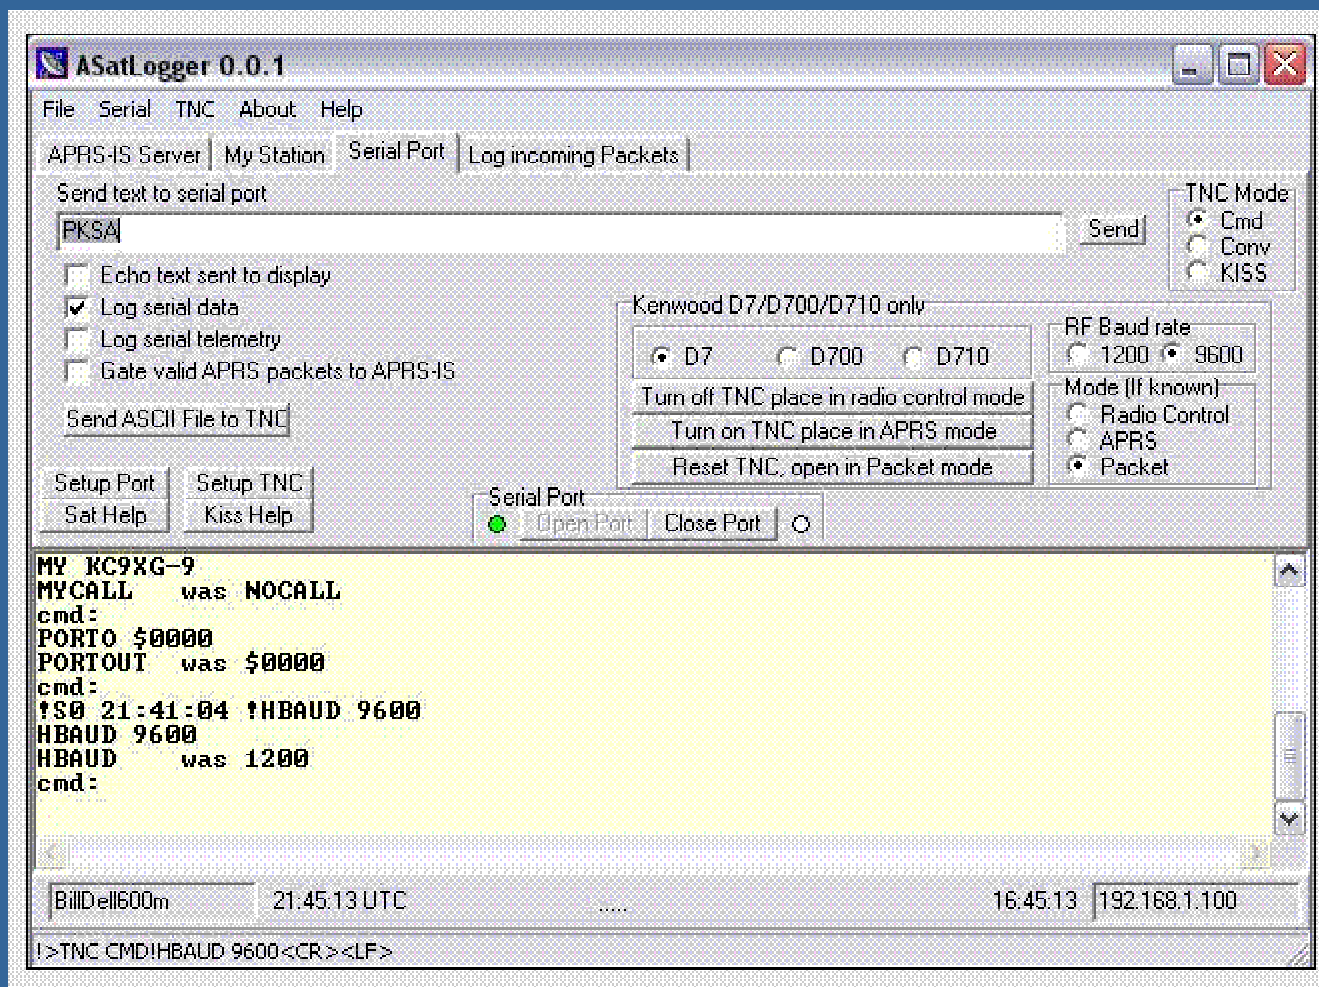 ASatLogger 0.0.1
File Serial TNC About Help
APRS-IS Server My Station Serial Port Log incoming Packets
Send text to serial port
PKSA
Send
TNC Mode
Cmd
Conv
KISS
Echo text sent to display
Log serial data
Log serial telemetry
Gate valid APRS packets to APRS-IS
Send ASCII File to TNC
Kenwood D7/D700/D710 only
D7 D700 D710
RF Baud rate
1200 9600
Turn off TNC place in radio control mode
Turn on TNC place in APRS mode
Reset TNC, open in Packet mode
Mode (If known)
Radio Control
APRS
Packet
Setup Port Setup TNC
Sat Help Kiss Help
Serial Port
Open Port Close Port
MY KC9XG-9
MYCALL was NOCALL
cmd:
PORTO $0000
PORTOUT was $0000
cmd:
!S0 21:41:04 !HBAUD 9600
HBAUD 9600
HBAUD was 1200
cmd:
BillDell600m 21:45:13 UTC ..... 16:45:13 192.168.1.100
!>TNC CMD!HBAUD 9600<CR><LF>